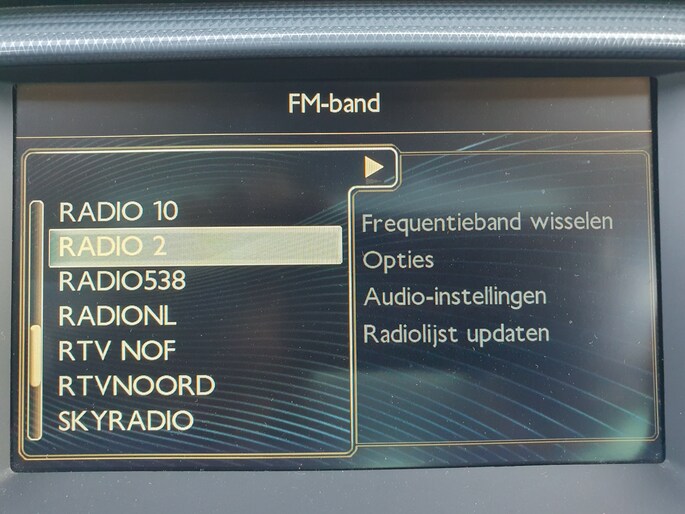 FM-band
RADIO 10
RADIO 2
RADIO538
RADIONL
RTV NOF
RTVNOORD
SKYRADIO
Frequentieband wisselen
Opties
Audio-instellingen
Radiolijst updaten